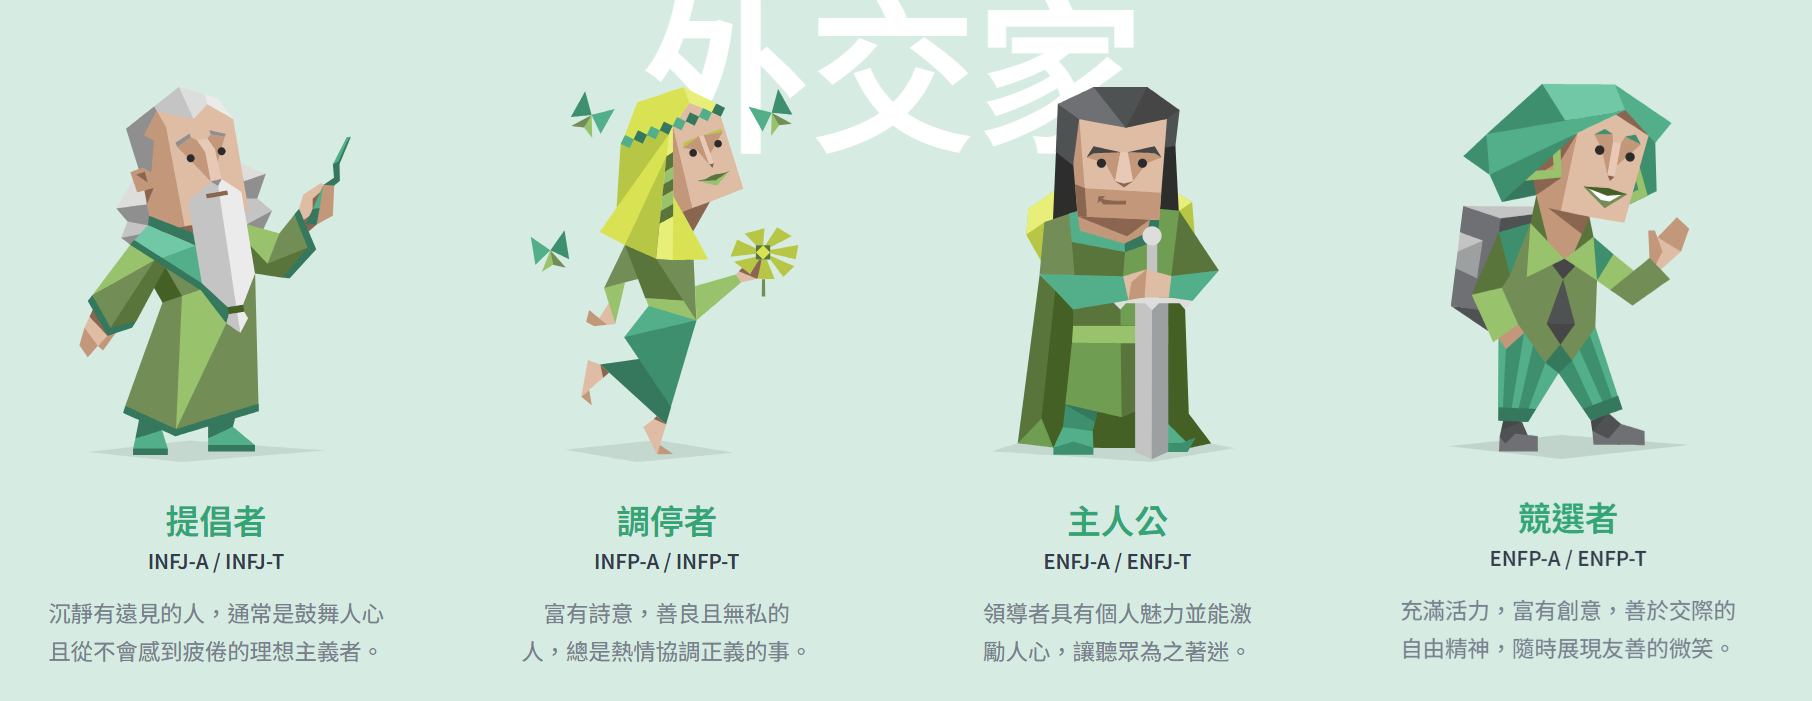 外交家
提倡者
INFJ-A / INFJ-T
沉靜有遠見的人，通常是鼓舞人心
且從不會感到疲倦的理想主義者。
調停者
INFP-A / INFP-T
富有詩意，善良且無私的
人，總是熱情協調正義的事。
主人公
ENFJ-A / ENFJ-T
領導者具有個人魅力並能激
勵人心，讓聽眾為之著迷。
競選者
ENFP-A / ENFP-T
充滿活力，富有創意，善於交際的
自由精神，隨時展現友善的微笑。